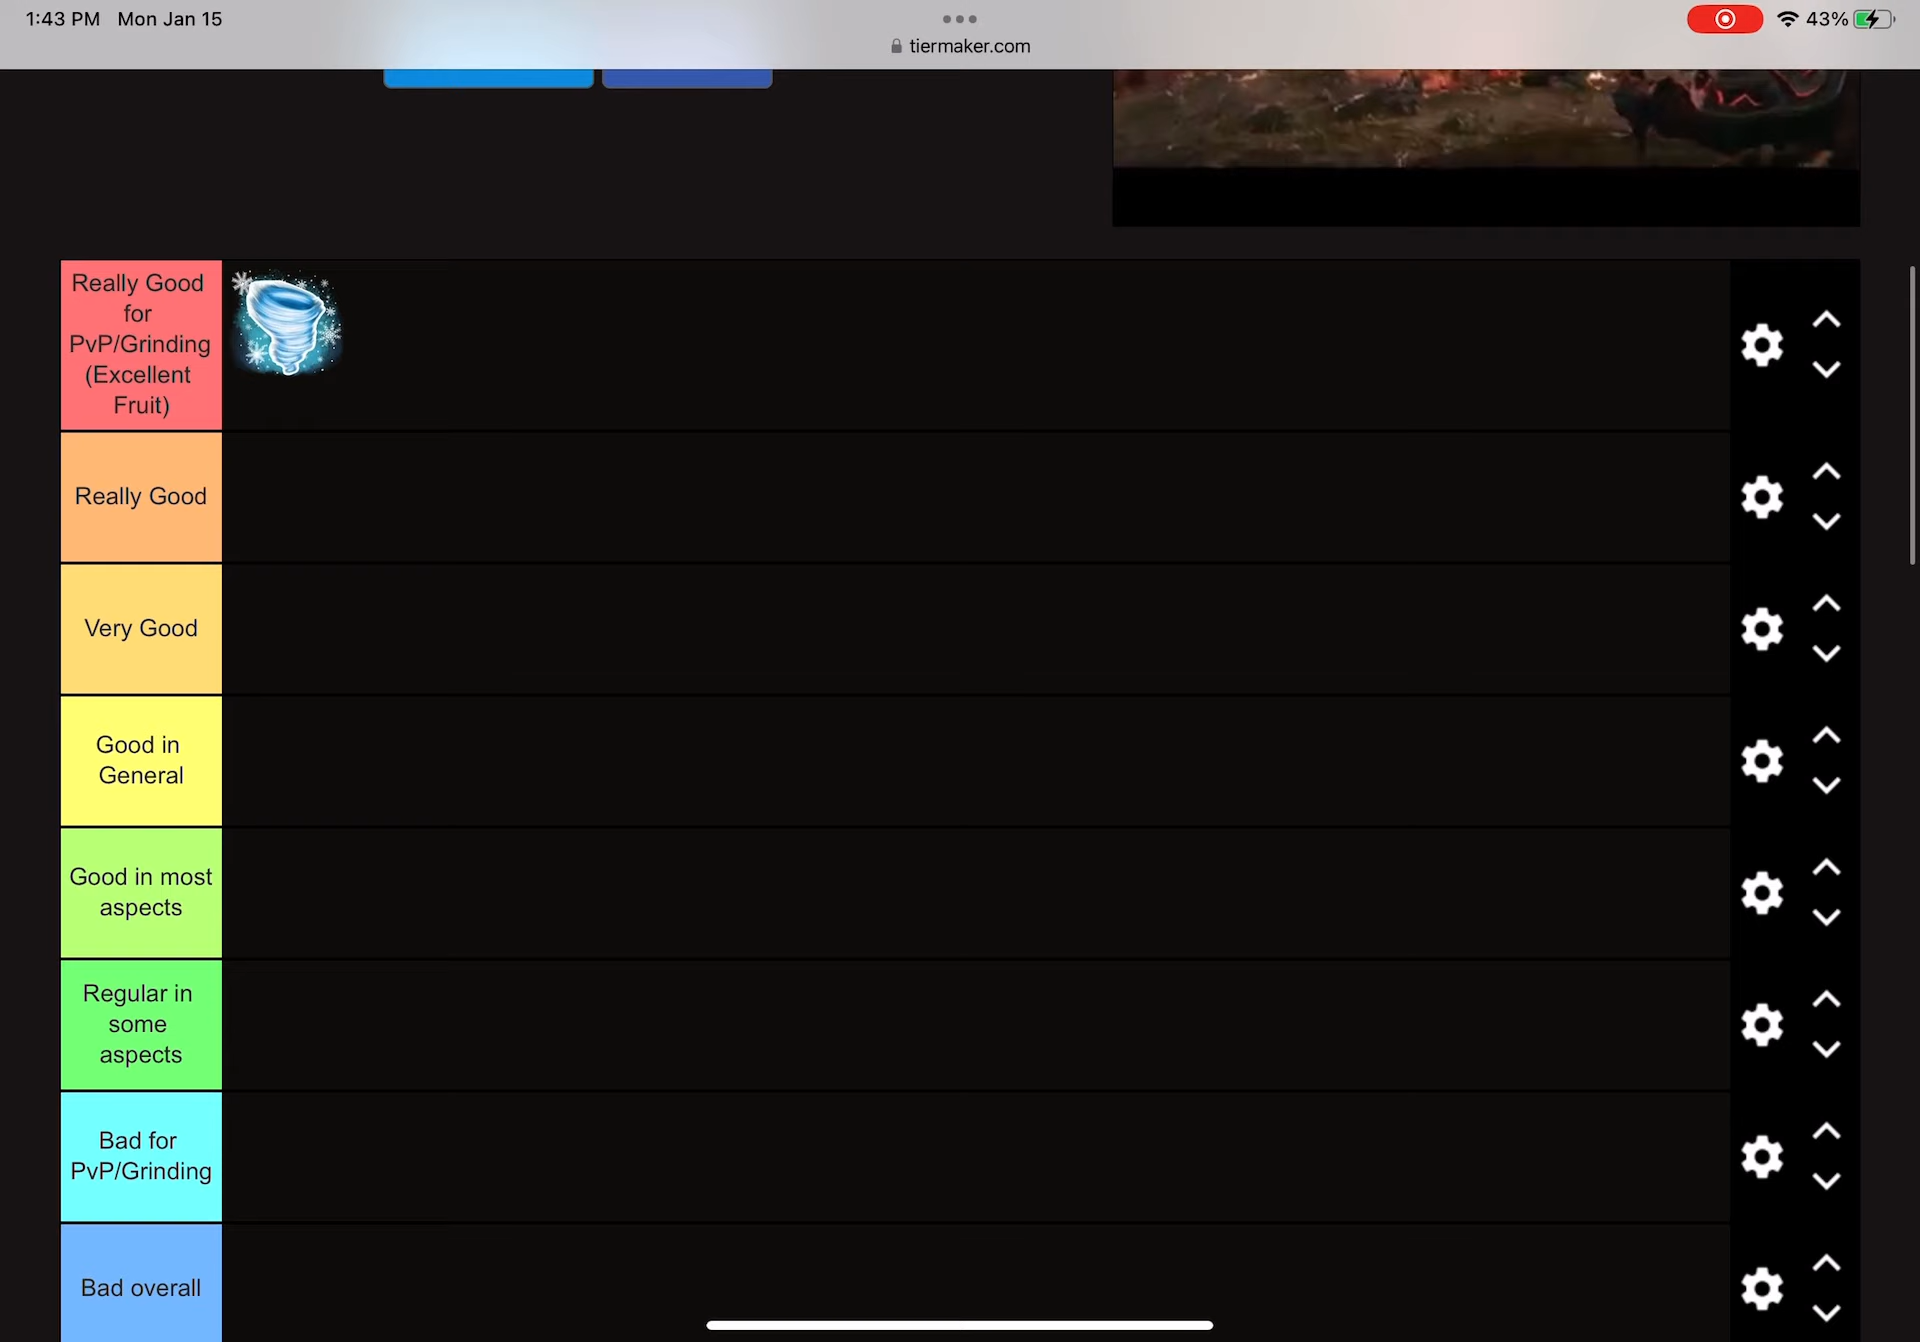 1:43 PM Mon Jan 15
43%
tiermaker.com
Really Good
for
PvP/Grinding
(Excellent
Fruit)
Really Good
Very Good
Good in
General
Good in most
aspects
Regular in
some
aspects
Bad for
PvP/Grinding
Bad overall